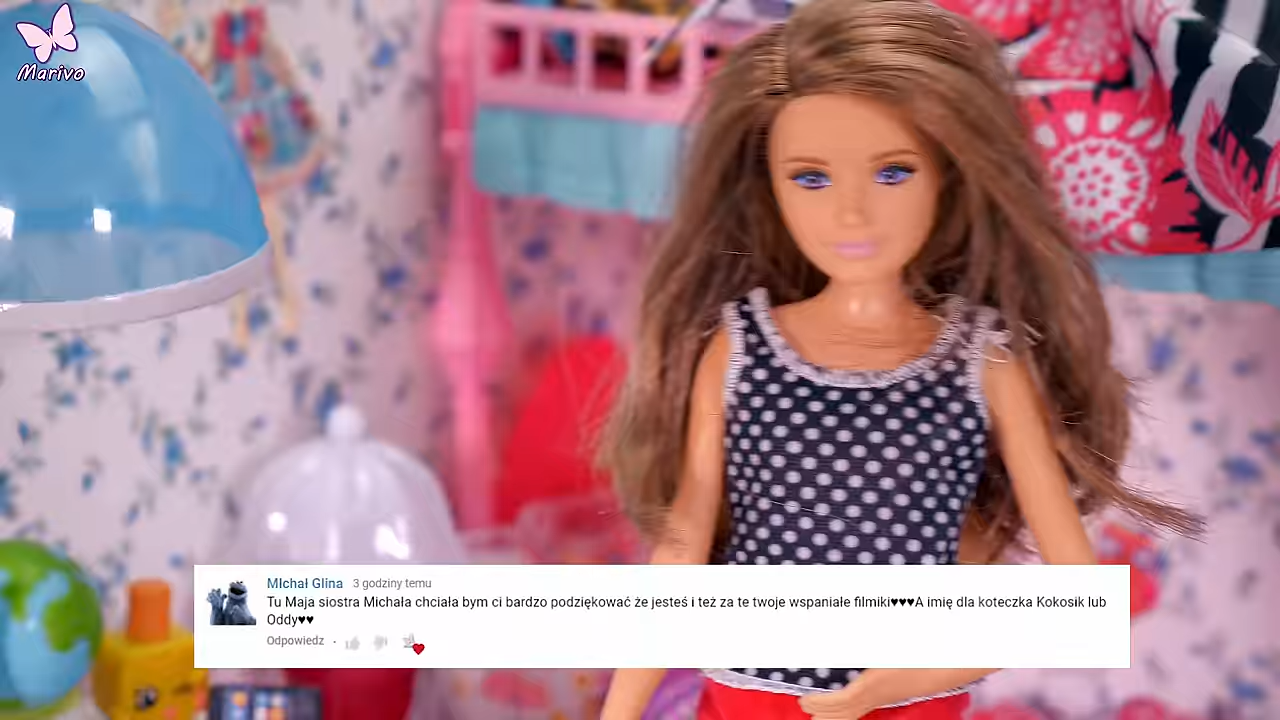 Marivo
MIchał Glina 3 godziny temu
Tu Maja siostra Michała chciała bym ci bardzo podziękować że jesteś i też za te twoje wspaniałe filmiki♥♥♥A imię dla koteczka Kokosik lub
Oddy♥♥
Odpowiedz ·